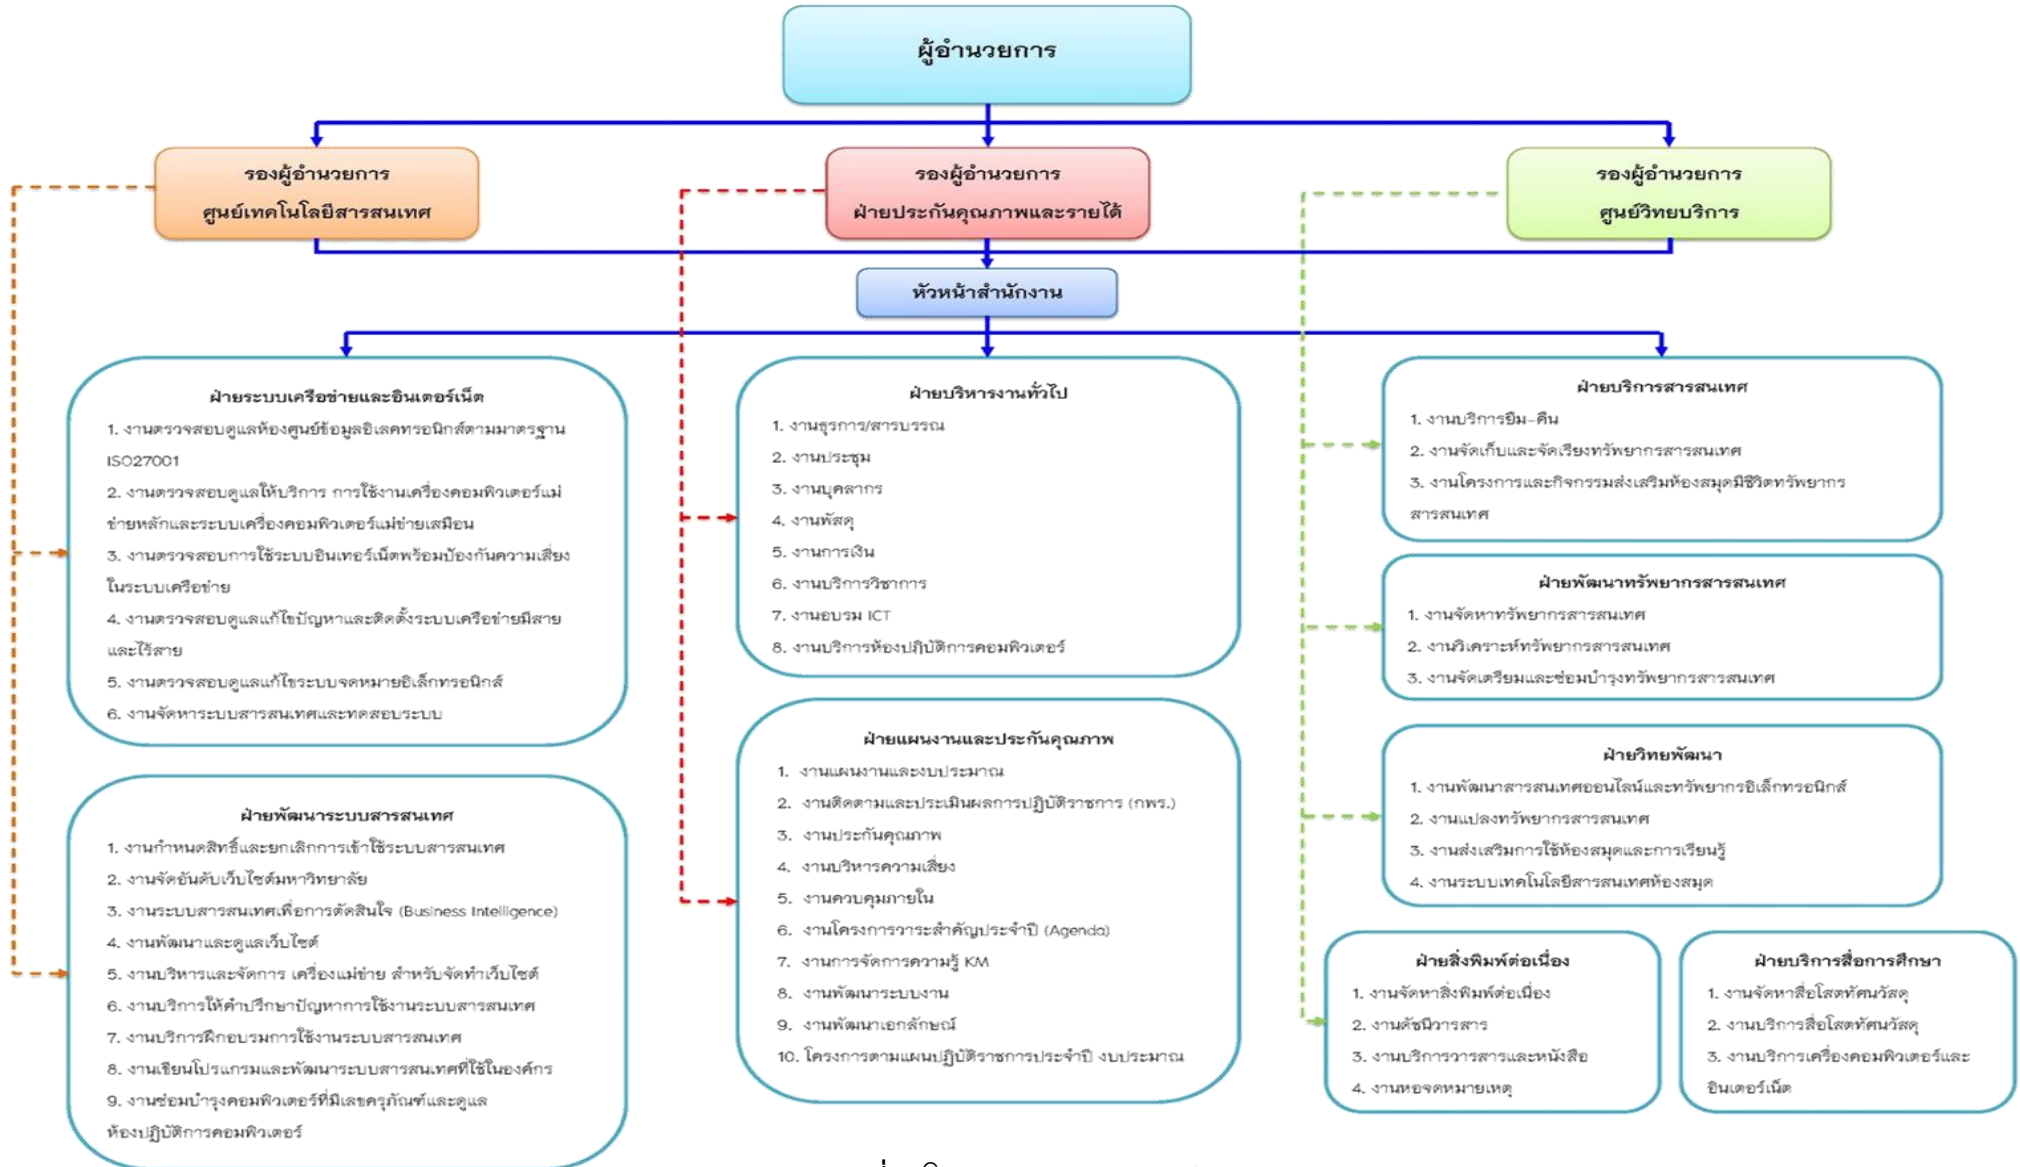 ผู้อำนวยการ
รองผู้อำนวยการ
ศูนย์เทคโนโลยีสารสนเทศ
รองผู้อำนวยการ
ฝ่ายประกันคุณภาพและรายได้
รองผู้อำนวยการ
ศูนย์วิทยบริการ
หัวหน้าสำนักงาน
ฝ่ายระบบเครือข่ายและอินเตอร์เน็ต
1. งานตรวจสอบดูแลห้องศูนย์ข้อมูลอิเลคทรอนิกส์ตามมาตรฐาน
ISO27001
2. งานตรวจสอบดูแลให้บริการ การใช้งานเครื่องคอมพิวเตอร์แม่
ข่ายหลักและระบบเครื่องคอมพิวเตอร์แม่ข่ายเสมือน
3. งานตรวจสอบการใช้ระบบอินเทอร์เน็ตพร้อมป้องกันความเสี่ยง
ในระบบเครือข่าย
4. งานตรวจสอบดูแลแก้ไขปัญหาและติดตั้งระบบเครือข่ายมีสาย
และไร้สาย
5. งานตรวจสอบดูแลแก้ไขระบบจดหมายอิเล็กทรอนิกส์
6. งานจัดหาระบบสารสนเทศและทดสอบระบบ
ฝ่ายพัฒนาระบบสารสนเทศ
1. งานกำหนดสิทธิ์และยกเลิกการเข้าใช้ระบบสารสนเทศ
2. งานจัดอันดับเว็บไซต์มหาวิทยาลัย
3. งานระบบสารสนเทศเพื่อการตัดสินใจ (Business Intelligence)
4. งานพัฒนาและดูแลเว็บไซต์
5. งานบริหารและจัดการ เครื่องแม่ข่าย สำหรับจัดทำเว็บไซต์
6. งานบริการให้คำปรึกษาปัญหาการใช้งานระบบสารสนเทศ
7. งานบริการฝึกอบรมการใช้งานระบบสารสนเทศ
8. งานเขียนโปรแกรมและพัฒนาระบบสารสนเทศที่ใช้ในองค์กร
9. งานซ่อมบำรุงคอมพิวเตอร์ที่มีเลขครุภัณฑ์และดูแล
ห้องปฏิบัติการคอมพิวเตอร์
ฝ่ายบริหารงานทั่วไป
1. งานธุรการ/สารบรรณ
2. งานประชุม
3. งานบุคลากร
4. งานพัสดุ
5. งานการเงิน
6. งานบริการวิชาการ
7. งานอบรม ICT
8. งานบริการห้องปฏิบัติการคอมพิวเตอร์
ฝ่ายแผนงานและประกันคุณภาพ
1. งานแผนงานและงบประมาณ
2. งานติดตามและประเมินผลการปฏิบัติราชการ (กพร.)
3. งานประกันคุณภาพ
4. งานบริหารความเสี่ยง
5. งานควบคุมภายใน
6. งานโครงการวาระสำคัญประจำปี (Agenda)
7. งานการจัดการความรู้ KM
8. งานพัฒนาระบบงาน
9. งานพัฒนาเอกลักษณ์
10. โครงการตามแผนปฏิบัติราชการประจำปี งบประมาณ
ฝ่ายบริการสารสนเทศ
1. งานบริการยืม-คืน
2. งานจัดเก็บและจัดเรียงทรัพยากรสารสนเทศ
3. งานโครงการและกิจกรรมส่งเสริมห้องสมุดมีชีวิตทรัพยากร
สารสนเทศ
ฝ่ายพัฒนาทรัพยากรสารสนเทศ
1. งานจัดหาทรัพยากรสารสนเทศ
2. งานวิเคราะห์ทรัพยากรสารสนเทศ
3. งานจัดเตรียมและซ่อมบำรุงทรัพยากรสารสนเทศ
ฝ่ายวิทยพัฒนา
1. งานพัฒนาสารสนเทศออนไลน์และทรัพยากรอิเล็กทรอนิกส์
2. งานแปลงทรัพยากรสารสนเทศ
3. งานส่งเสริมการใช้ห้องสมุดและการเรียนรู้
4. งานระบบเทคโนโลยีสารสนเทศห้องสมุด
ฝ่ายสิ่งพิมพ์ต่อเนื่อง
1. งานจัดหาสิ่งพิมพ์ต่อเนื่อง
2. งานดัชนีวารสาร
3. งานบริการวารสารและหนังสือ
4. งานหอจดหมายเหตุ
ฝ่ายบริการสื่อการศึกษา
1. งานจัดหาสื่อโสตทัศนวัสดุ
2. งานบริการสื่อโสตทัศนวัสดุ
3. งานบริการเครื่องคอมพิวเตอร์และ
อินเตอร์เน็ต